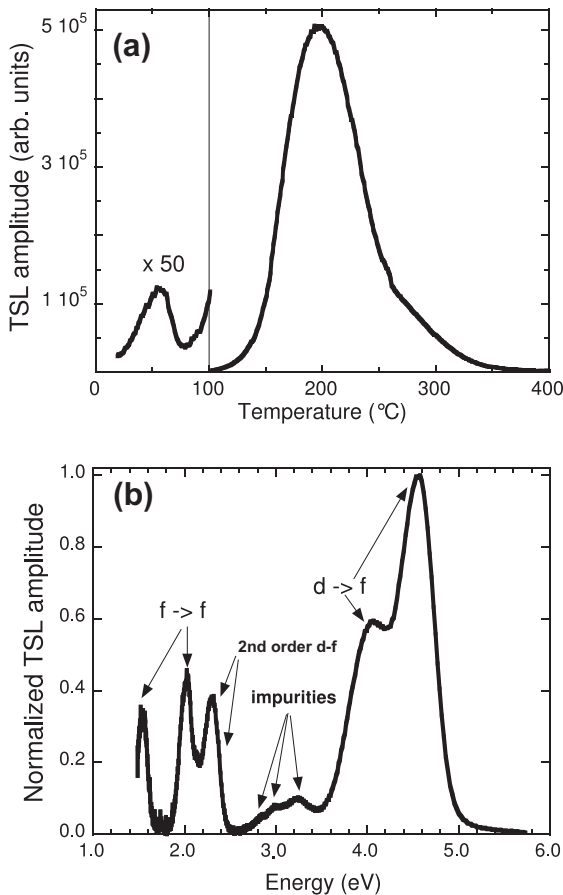 (a)
TSL amplitude (arb. units)
5 10⁵
3 10⁵
1 10⁵
x 50
0 100 200 300 400
Temperature (°C)
(b)
Normalized TSL amplitude
1.0
0.8
0.6
0.4
0.2
0.0
d -> f
f -> f
2nd order d-f
impurities
1.0 2.0 3.0 4.0 5.0 6.0
Energy (eV)